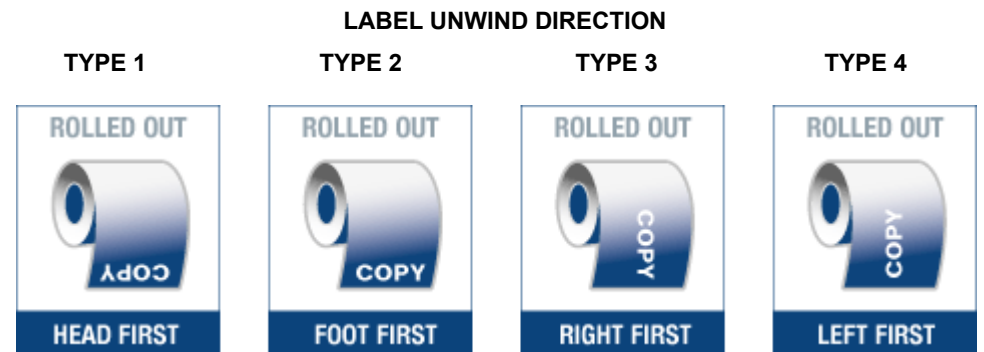 LABEL UNWIND DIRECTION
TYPE 1 TYPE 2 TYPE 3 TYPE 4
ROLLED OUT ROLLED OUT ROLLED OUT ROLLED OUT
COPY COPY COPY COPY
HEAD FIRST FOOT FIRST RIGHT FIRST LEFT FIRST